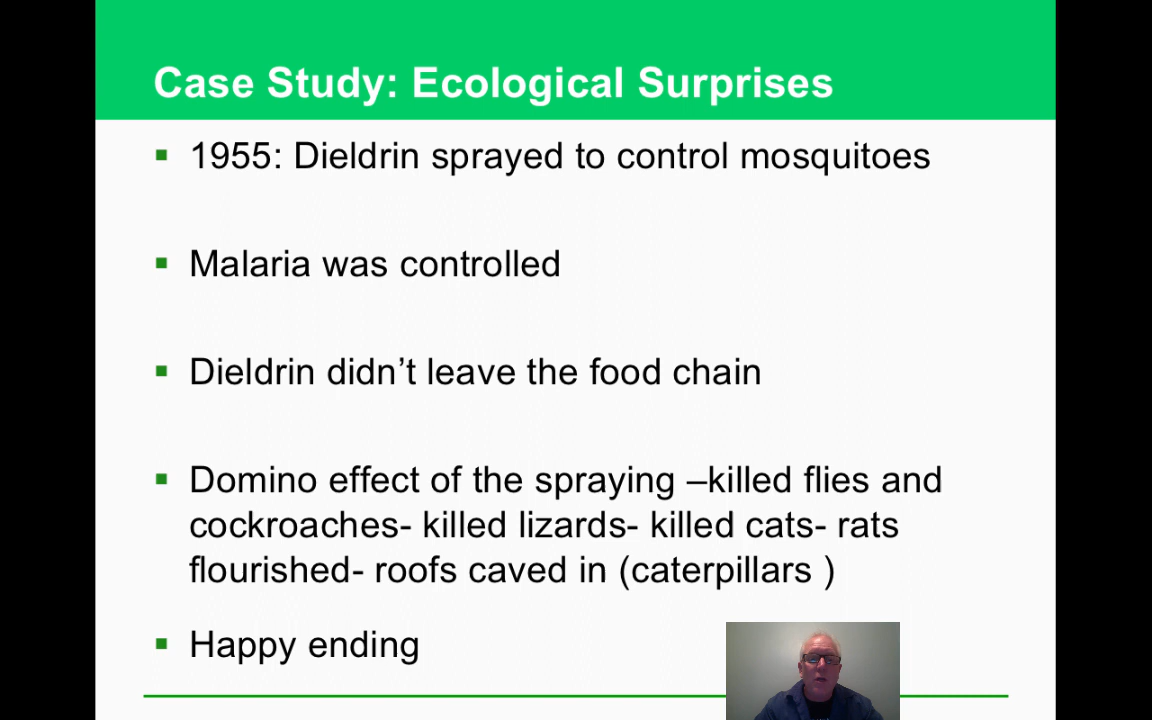 Case Study: Ecological Surprises
▪ 1955: Dieldrin sprayed to control mosquitoes
▪ Malaria was controlled
▪ Dieldrin didn’t leave the food chain
▪ Domino effect of the spraying –killed flies and
cockroaches- killed lizards- killed cats- rats
flourished- roofs caved in (caterpillars )
▪ Happy ending